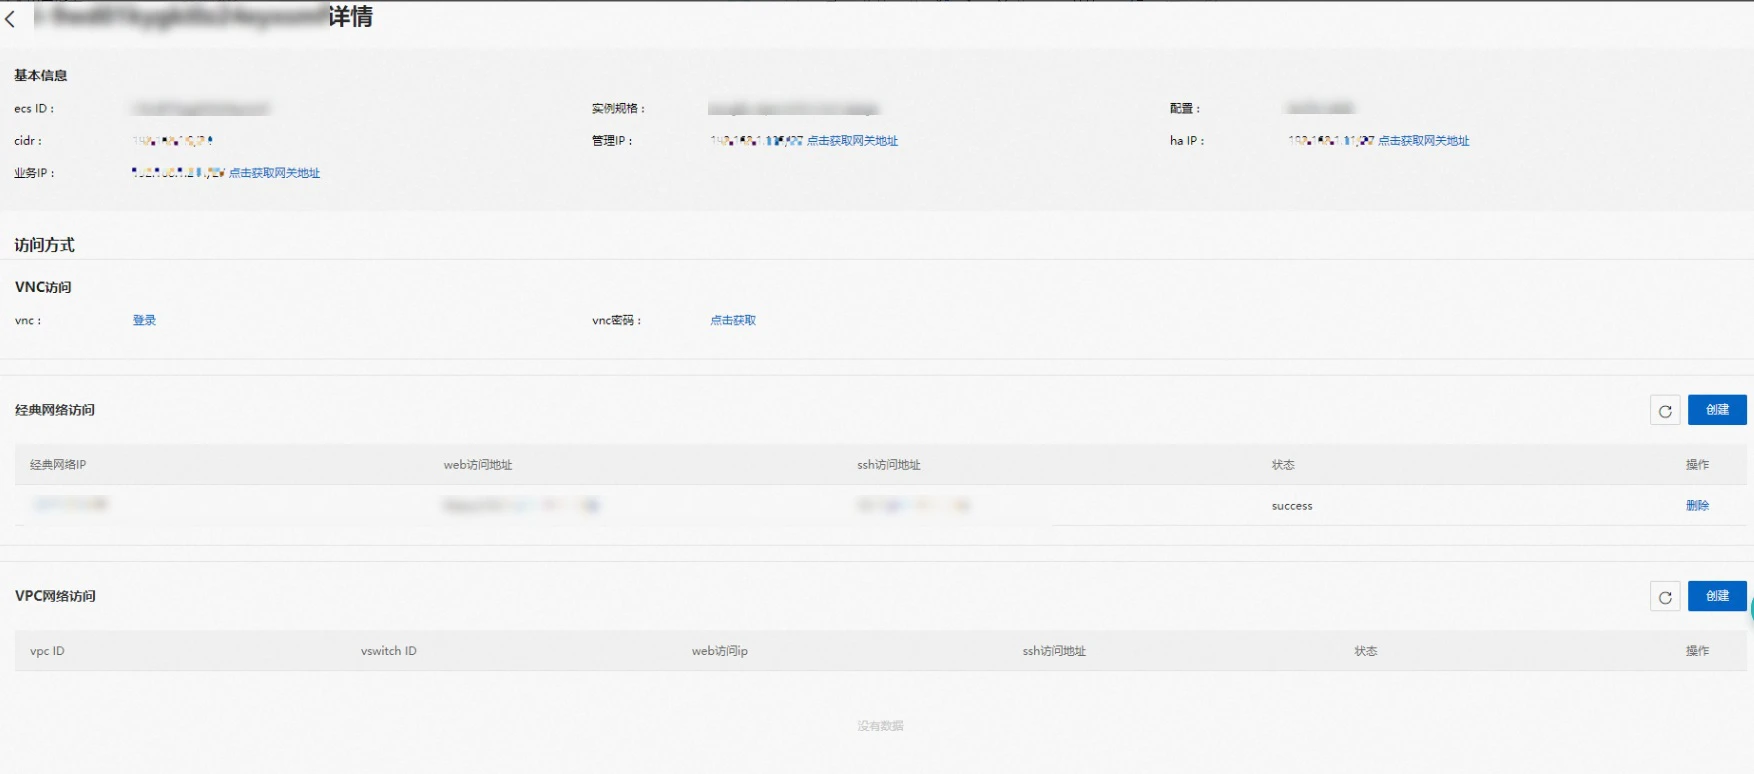 详情
基本信息
ecs ID：
实例规格：
配置：
cidr：
管理IP： 点击获取网关地址
ha IP： 点击获取网关地址
业务IP： 点击获取网关地址
访问方式
VNC访问
vnc： 登录
vnc密码： 点击获取
经典网络访问
创建
经典网络IP web访问地址 ssh访问地址 状态 操作
success 删除
VPC网络访问
创建
vpc ID vswitch ID web访问ip ssh访问地址 状态 操作
没有数据